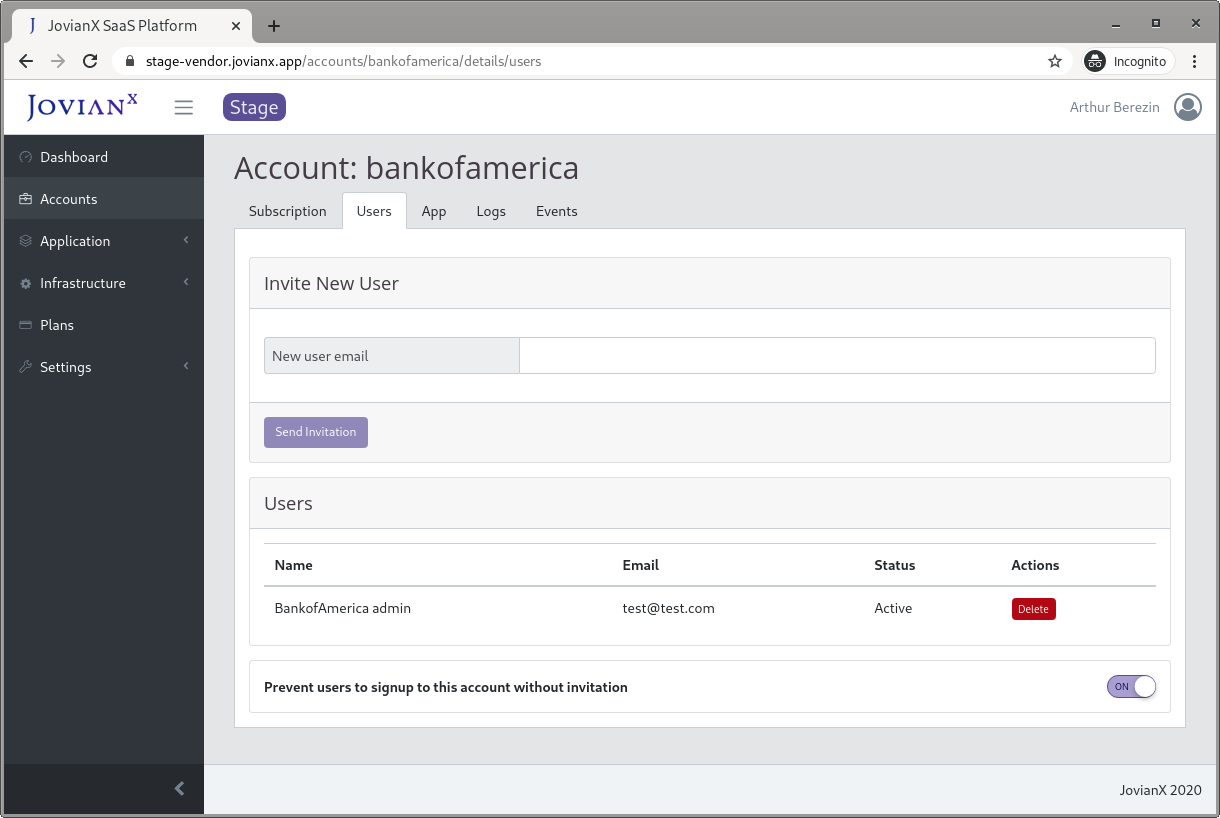 J JovianX SaaS Platform
stage-vendor.jovianx.app/accounts/bankofamerica/details/users
Incognito
JOVIANX
Stage
Arthur Berezin
Dashboard
Accounts
Application
Infrastructure
Plans
Settings
Account: bankofamerica
Subscription Users App Logs Events
Invite New User
New user email
Send Invitation
Users
Name Email Status Actions
BankofAmerica admin test@test.com Active Delete
Prevent users to signup to this account without invitation
ON
JovianX 2020